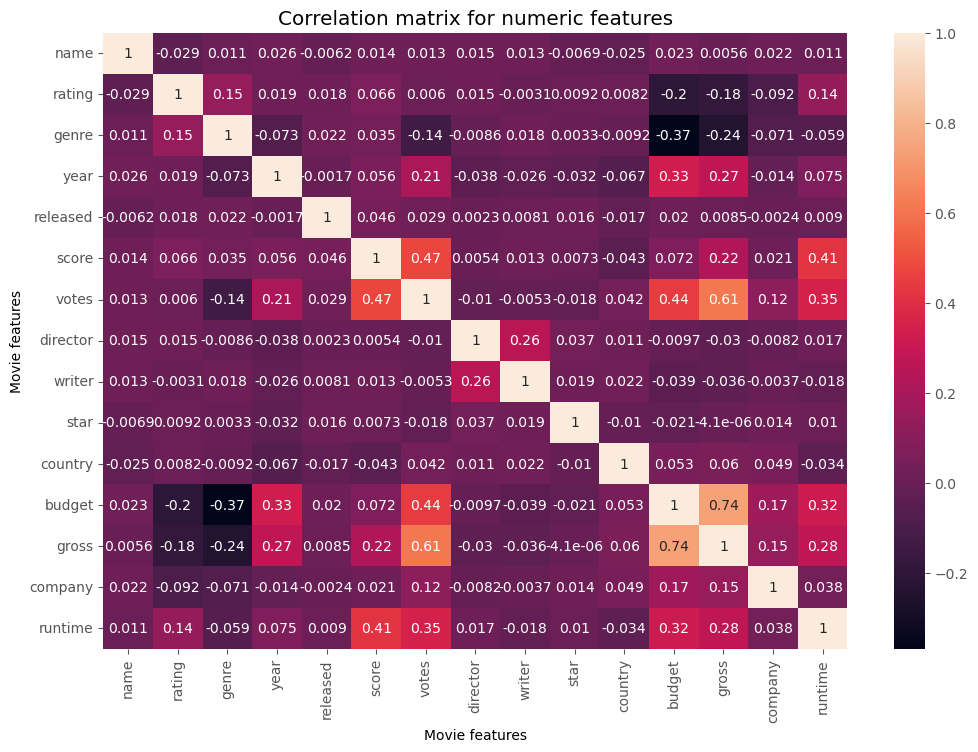 Correlation matrix for numeric features
name 1 -0.029 0.011 0.026 -0.0062 0.014 0.013 0.015 0.013 -0.0069 -0.025 0.023 0.0056 0.022 0.011
rating -0.029 1 0.15 0.019 0.018 0.066 0.006 0.015 -0.0031 0.0092 0.0082 -0.2 -0.18 -0.092 0.14
genre 0.011 0.15 1 -0.073 0.022 0.035 -0.14 -0.0086 0.018 0.0033 -0.0092 -0.37 -0.24 -0.071 -0.059
year 0.026 0.019 -0.073 1 -0.0017 0.056 0.21 -0.038 -0.026 -0.032 -0.067 0.33 0.27 -0.014 0.075
released -0.0062 0.018 0.022 -0.0017 1 0.046 0.029 0.0023 0.0081 0.016 -0.017 0.02 0.0085 -0.0024 0.009
score 0.014 0.066 0.035 0.056 0.046 1 0.47 0.0054 0.013 0.0073 -0.043 0.072 0.22 0.021 0.41
votes 0.013 0.006 -0.14 0.21 0.029 0.47 1 -0.01 -0.0053 -0.018 0.042 0.44 0.61 0.12 0.35
director 0.015 0.015 -0.0086 -0.038 0.0023 0.0054 -0.01 1 0.26 0.037 0.011 -0.0097 -0.03 -0.0082 0.017
writer 0.013 -0.0031 0.018 -0.026 0.0081 0.013 -0.0053 0.26 1 0.019 0.022 -0.039 -0.036 -0.0037 -0.018
star -0.0069 0.0092 0.0033 -0.032 0.016 0.0073 -0.018 0.037 0.019 1 -0.01 -0.021 -4.1e-06 0.014 0.01
country -0.025 0.0082 -0.0092 -0.067 -0.017 -0.043 0.042 0.011 0.022 -0.01 1 0.053 0.06 0.049 -0.034
budget 0.023 -0.2 -0.37 0.33 0.02 0.072 0.44 -0.0097 -0.039 -0.021 0.053 1 0.74 0.17 0.32
gross 0.0056 -0.18 -0.24 0.27 0.0085 0.22 0.61 -0.03 -0.036 -4.1e-06 0.06 0.74 1 0.15 0.28
company 0.022 -0.092 -0.071 -0.014 -0.0024 0.021 0.12 -0.0082 -0.0037 0.014 0.049 0.17 0.15 1 0.038
runtime 0.011 0.14 -0.059 0.075 0.009 0.41 0.35 0.017 -0.018 0.01 -0.034 0.32 0.28 0.038 1
name rating genre year released score votes director writer star country budget gross company runtime
Movie features
Movie features
1.0
0.8
0.6
0.4
0.2
0.0
−0.2